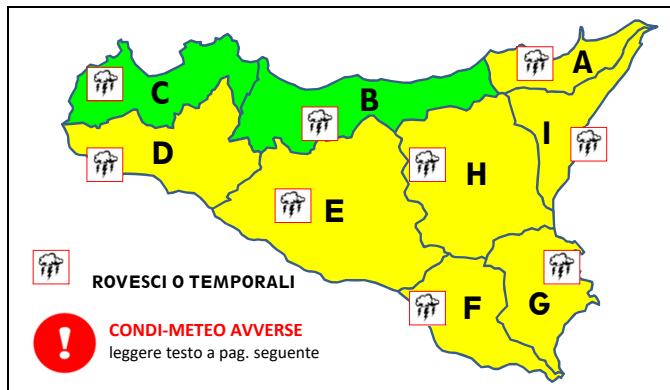 A
C
B
I
D
H
E
ROVESCI O TEMPORALI
F
G
CONDI-METEO AVVERSE
leggere testo a pag. seguente